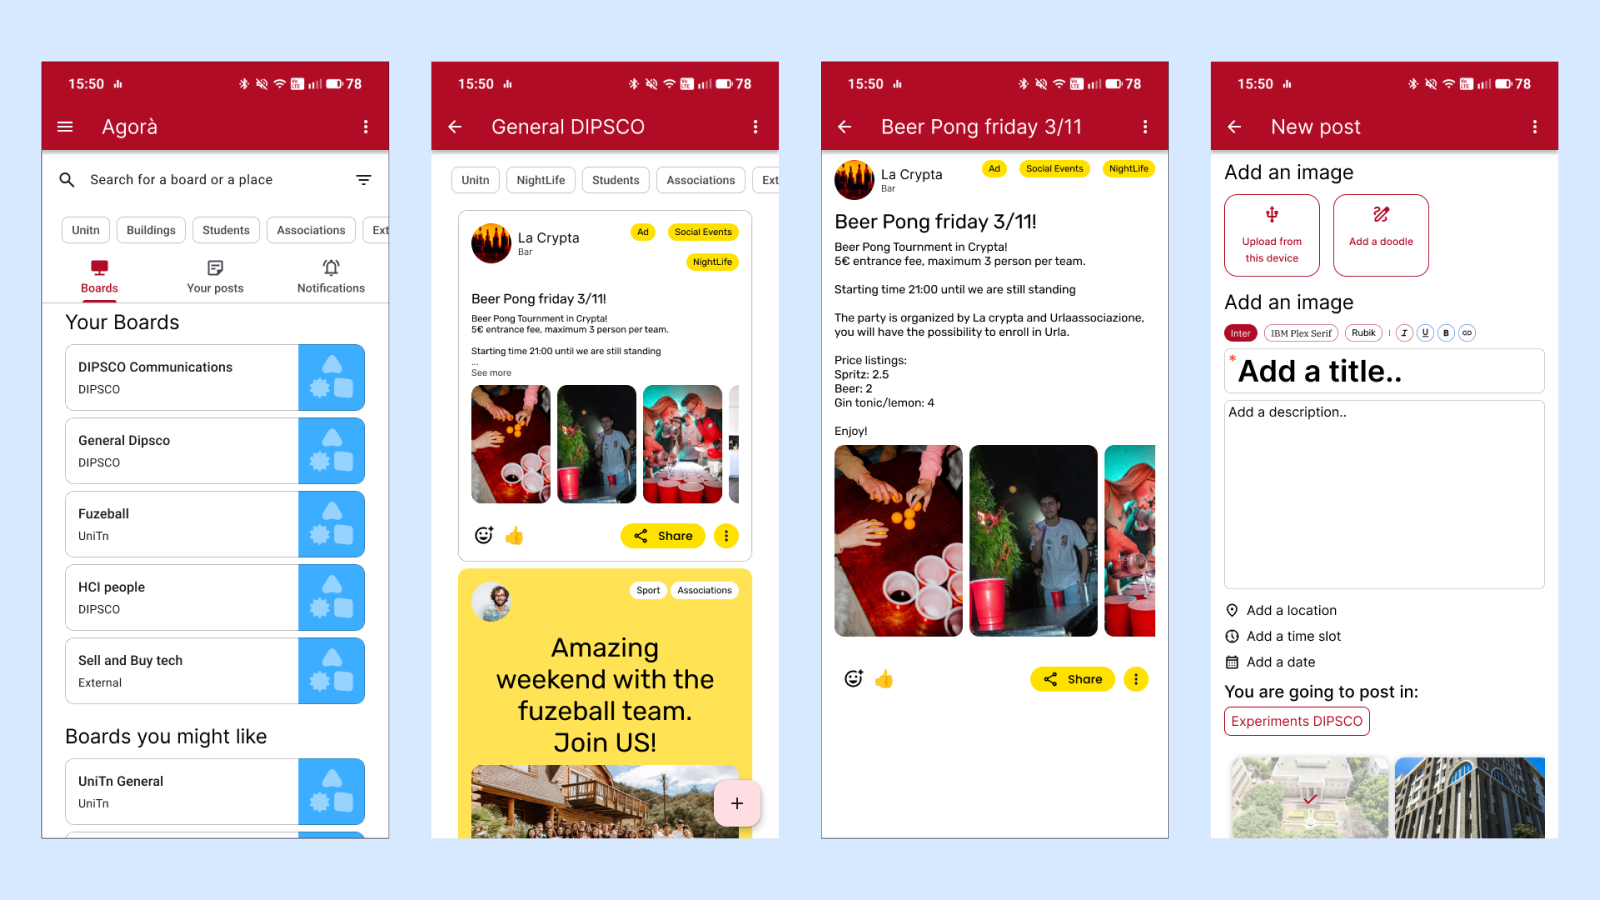 15:50
78
Agorà
Search for a board or a place
Unitn
Buildings
Students
Associations
Ext
Boards
Your posts
Notifications
Your Boards
DIPSCO Communications
DIPSCO
General Dipsco
DIPSCO
Fuzeball
UniTn
HCI people
DIPSCO
Sell and Buy tech
External
Boards you might like
UniTn General
UniTn
15:50
78
General DIPSCO
Unitn
NightLife
Students
Associations
Ext
La Crypta
Bar
Ad
Social Events
NightLife
Beer Pong friday 3/11!
Beer Pong Tournment in Crypta!
5€ entrance fee, maximum 3 person per team.
Starting time 21:00 until we are still standing
...
See more
Share
Sport
Associations
Amazing
weekend with the
fuzeball team.
Join US!
+
15:50
78
Beer Pong friday 3/11
La Crypta
Bar
Ad
Social Events
NightLife
Beer Pong friday 3/11!
Beer Pong Tournment in Crypta!
5€ entrance fee, maximum 3 person per team.
Starting time 21:00 until we are still standing
The party is organized by La crypta and Urlaassociazione,
you will have the possibility to enroll in Urla.
Price listings:
Spritz: 2.5
Beer: 2
Gin tonic/lemon: 4
Enjoy!
Share
15:50
78
New post
Add an image
Upload from
this device
Add a doodle
Add an image
Inter
IBM Plex Serif
Rubik
I
U
B
* Add a title..
Add a description..
Add a location
Add a time slot
Add a date
You are going to post in:
Experiments DIPSCO